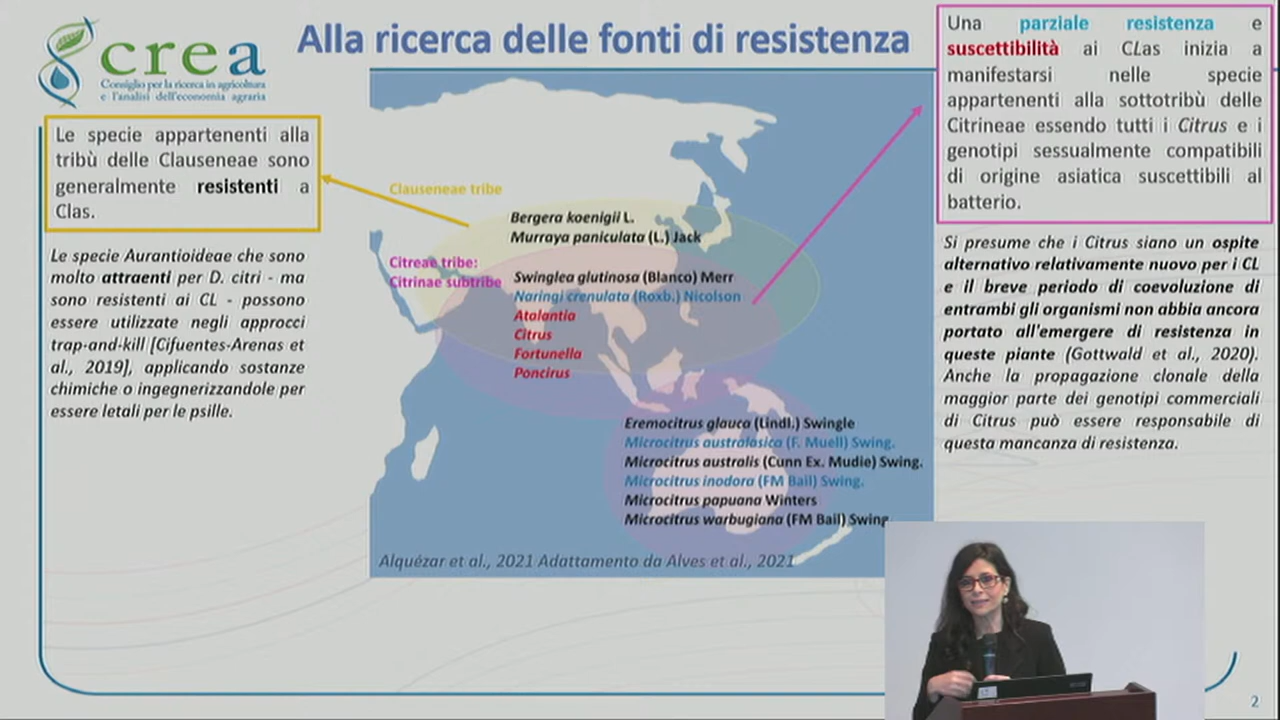 crea
Consiglio per la ricerca in agricoltura
e l'analisi dell'economia agraria
Alla ricerca delle fonti di resistenza
Le specie appartenenti alla
tribù delle Clauseneae sono
generalmente resistenti a
Clas.
Le specie Aurantioideae che sono
molto attraenti per D. citri - ma
sono resistenti ai CL - possono
essere utilizzate negli approcci
trap-and-kill [Cifuentes-Arenas et
al., 2019], applicando sostanze
chimiche o ingegnerizzandole per
essere letali per le psille.
Clauseneae tribe
Bergera koenigii L.
Murraya paniculata (L.) Jack
Citreae tribe:
Citrinae subtribe
Swinglea glutinosa (Blanco) Merr
Naringi crenulata (Roxb.) Nicolson
Atalantia
Citrus
Fortunella
Poncirus
Eremocitrus glauca (Lindl.) Swingle
Microcitrus australasica (F. Muell) Swing.
Microcitrus australis (Cunn Ex. Mudie) Swing.
Microcitrus inodora (FM Bail) Swing.
Microcitrus papuana Winters
Microcitrus warbugiana (FM Bail) Swing
Alquézar et al., 2021 Adattamento da Alves et al., 2021
Una parziale resistenza e
suscettibilità ai CLas inizia a
manifestarsi nelle specie
appartenenti alla sottotribù delle
Citrineae essendo tutti i Citrus e i
genotipi sessualmente compatibili
di origine asiatica suscettibili al
batterio.
Si presume che i Citrus siano un ospite
alternativo relativamente nuovo per i CL
e il breve periodo di coevoluzione di
entrambi gli organismi non abbia ancora
portato all'emergere di resistenza in
queste piante (Gottwald et al., 2020).
Anche la propagazione clonale della
maggior parte dei genotipi commerciali
di Citrus può essere responsabile di
questa mancanza di resistenza.
2